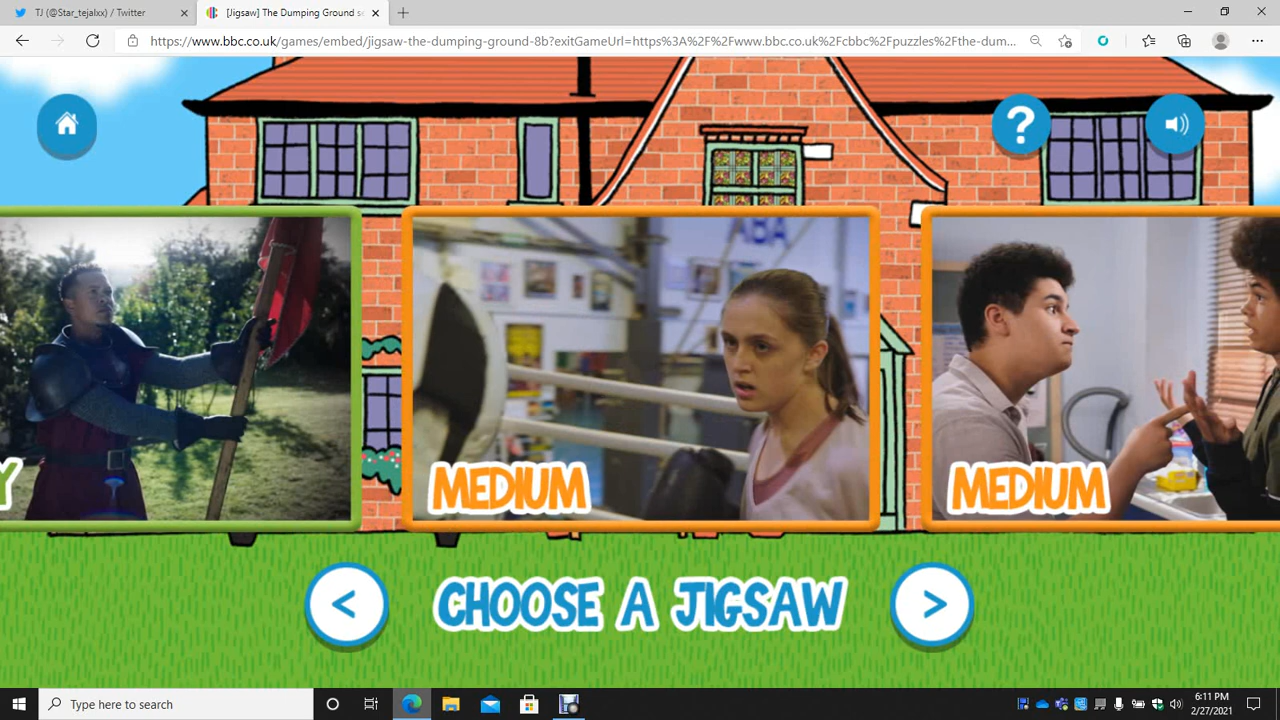 TJ (@Star_tejalxx) / Twitter
[Jigsaw] The Dumping Ground se
https://www.bbc.co.uk/games/embed/jigsaw-the-dumping-ground-8b?exitGameUrl=https%3A%2F%2Fwww.bbc.co.uk%2Fcbbc%2Fpuzzles%2Fthe-dum...
?
ABA
Y
MEDIUM
MEDIUM
< CHOOSE A JIGSAW >
Type here to search
6:11 PM
2/27/2021